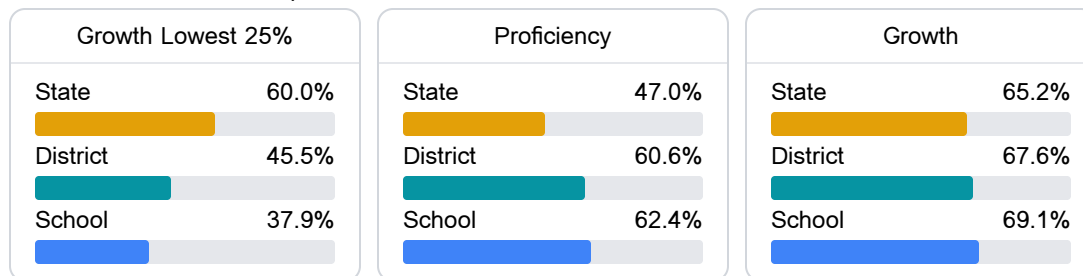 Growth Lowest 25%
State 60.0%
District 45.5%
School 37.9%
Proficiency
State 47.0%
District 60.6%
School 62.4%
Growth
State 65.2%
District 67.6%
School 69.1%